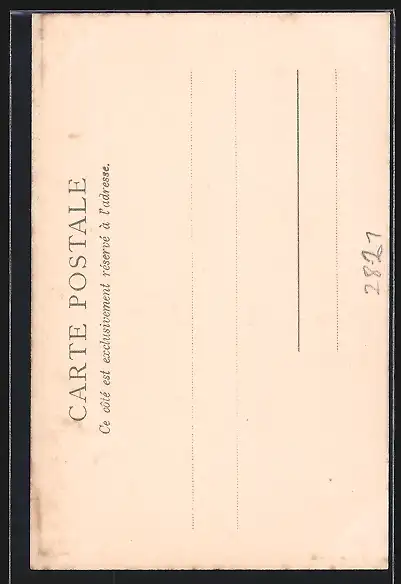 CARTE POSTALE
Ce côté est exclusivement réservé à l'adresse.
2827